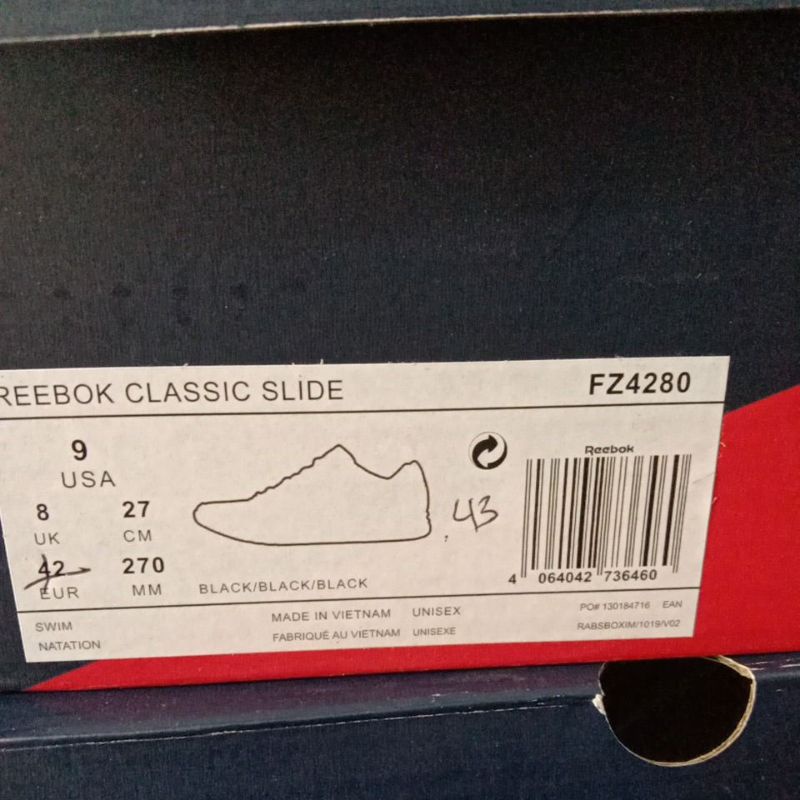 REEBOK CLASSIC SLIDE
FZ4280
9
USA
8
UK
27
CM
42
EUR
270
MM
.43
BLACK/BLACK/BLACK
Reebok
4 064042 736460
SWIM
NATATION
MADE IN VIETNAM UNISEX
FABRIQUÉ AU VIETNAM UNISEXE
PO# 130184716 EAN
RABSBOXIM/1019/V02